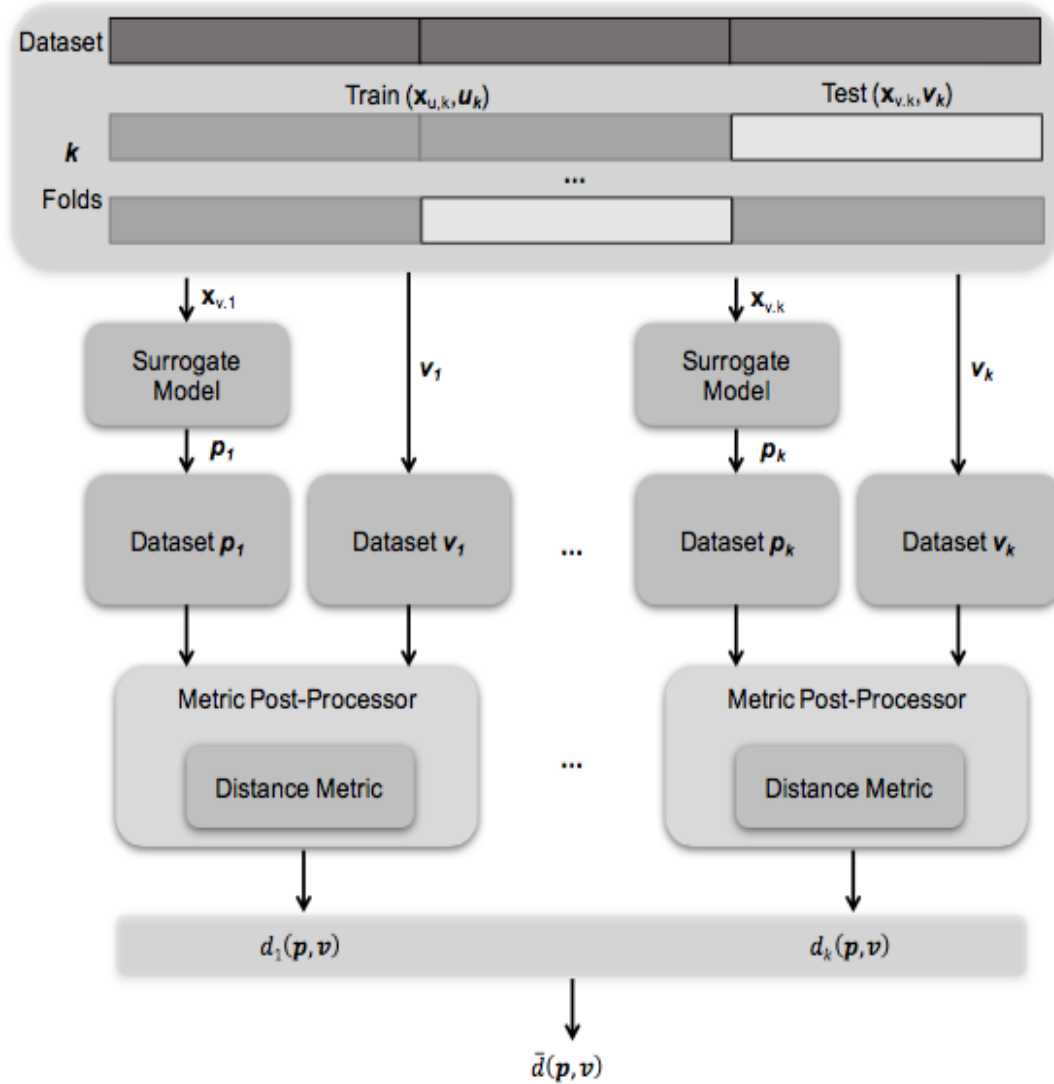 Dataset
Train (x_u,k, u_k) Test (x_v.k, v_k)
k
...
Folds
x_v.1 x_v.k
Surrogate Model v_1 Surrogate Model v_k
p_1 p_k
Dataset p_1 Dataset v_1 ... Dataset p_k Dataset v_k
Metric Post-Processor Metric Post-Processor
...
Distance Metric Distance Metric
d_1(p, v) d_k(p, v)
d̄(p, v)